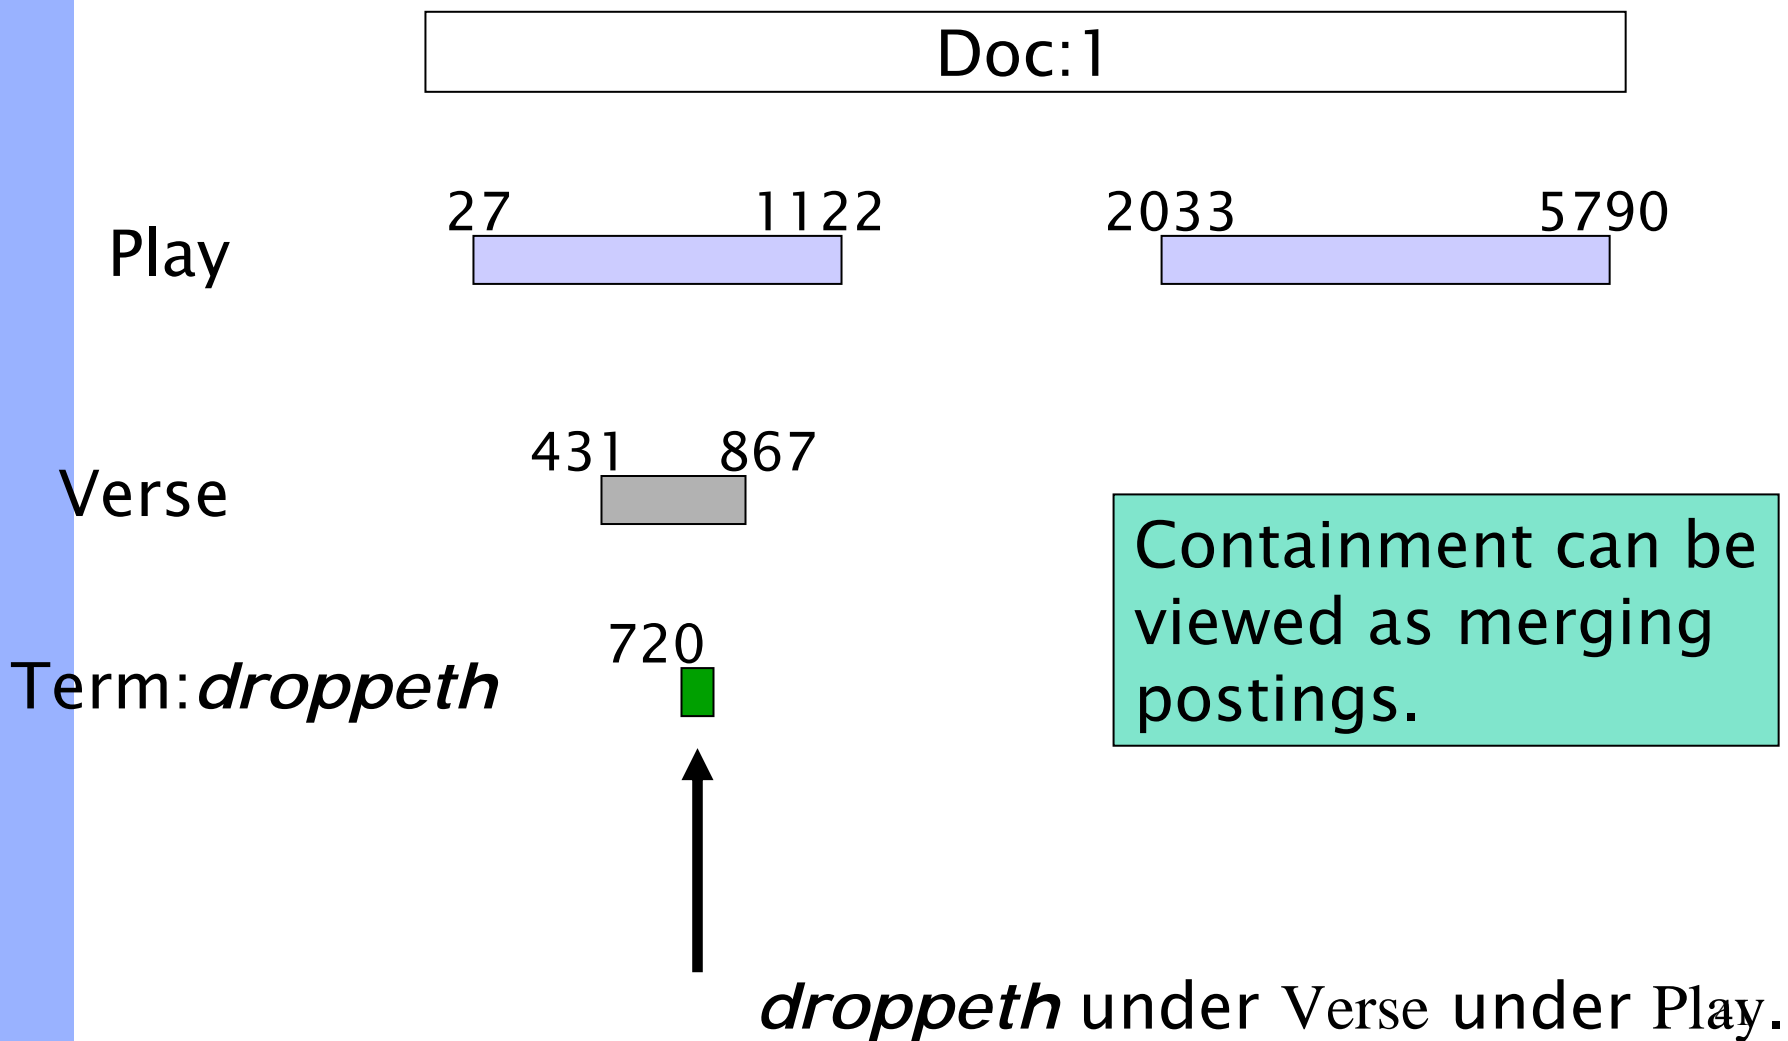 Doc:1
27 1122 2033 5790
Play
431 867
Verse
Containment can be
viewed as merging
postings.
720
Term:droppeth
droppeth under Verse under Play.
41